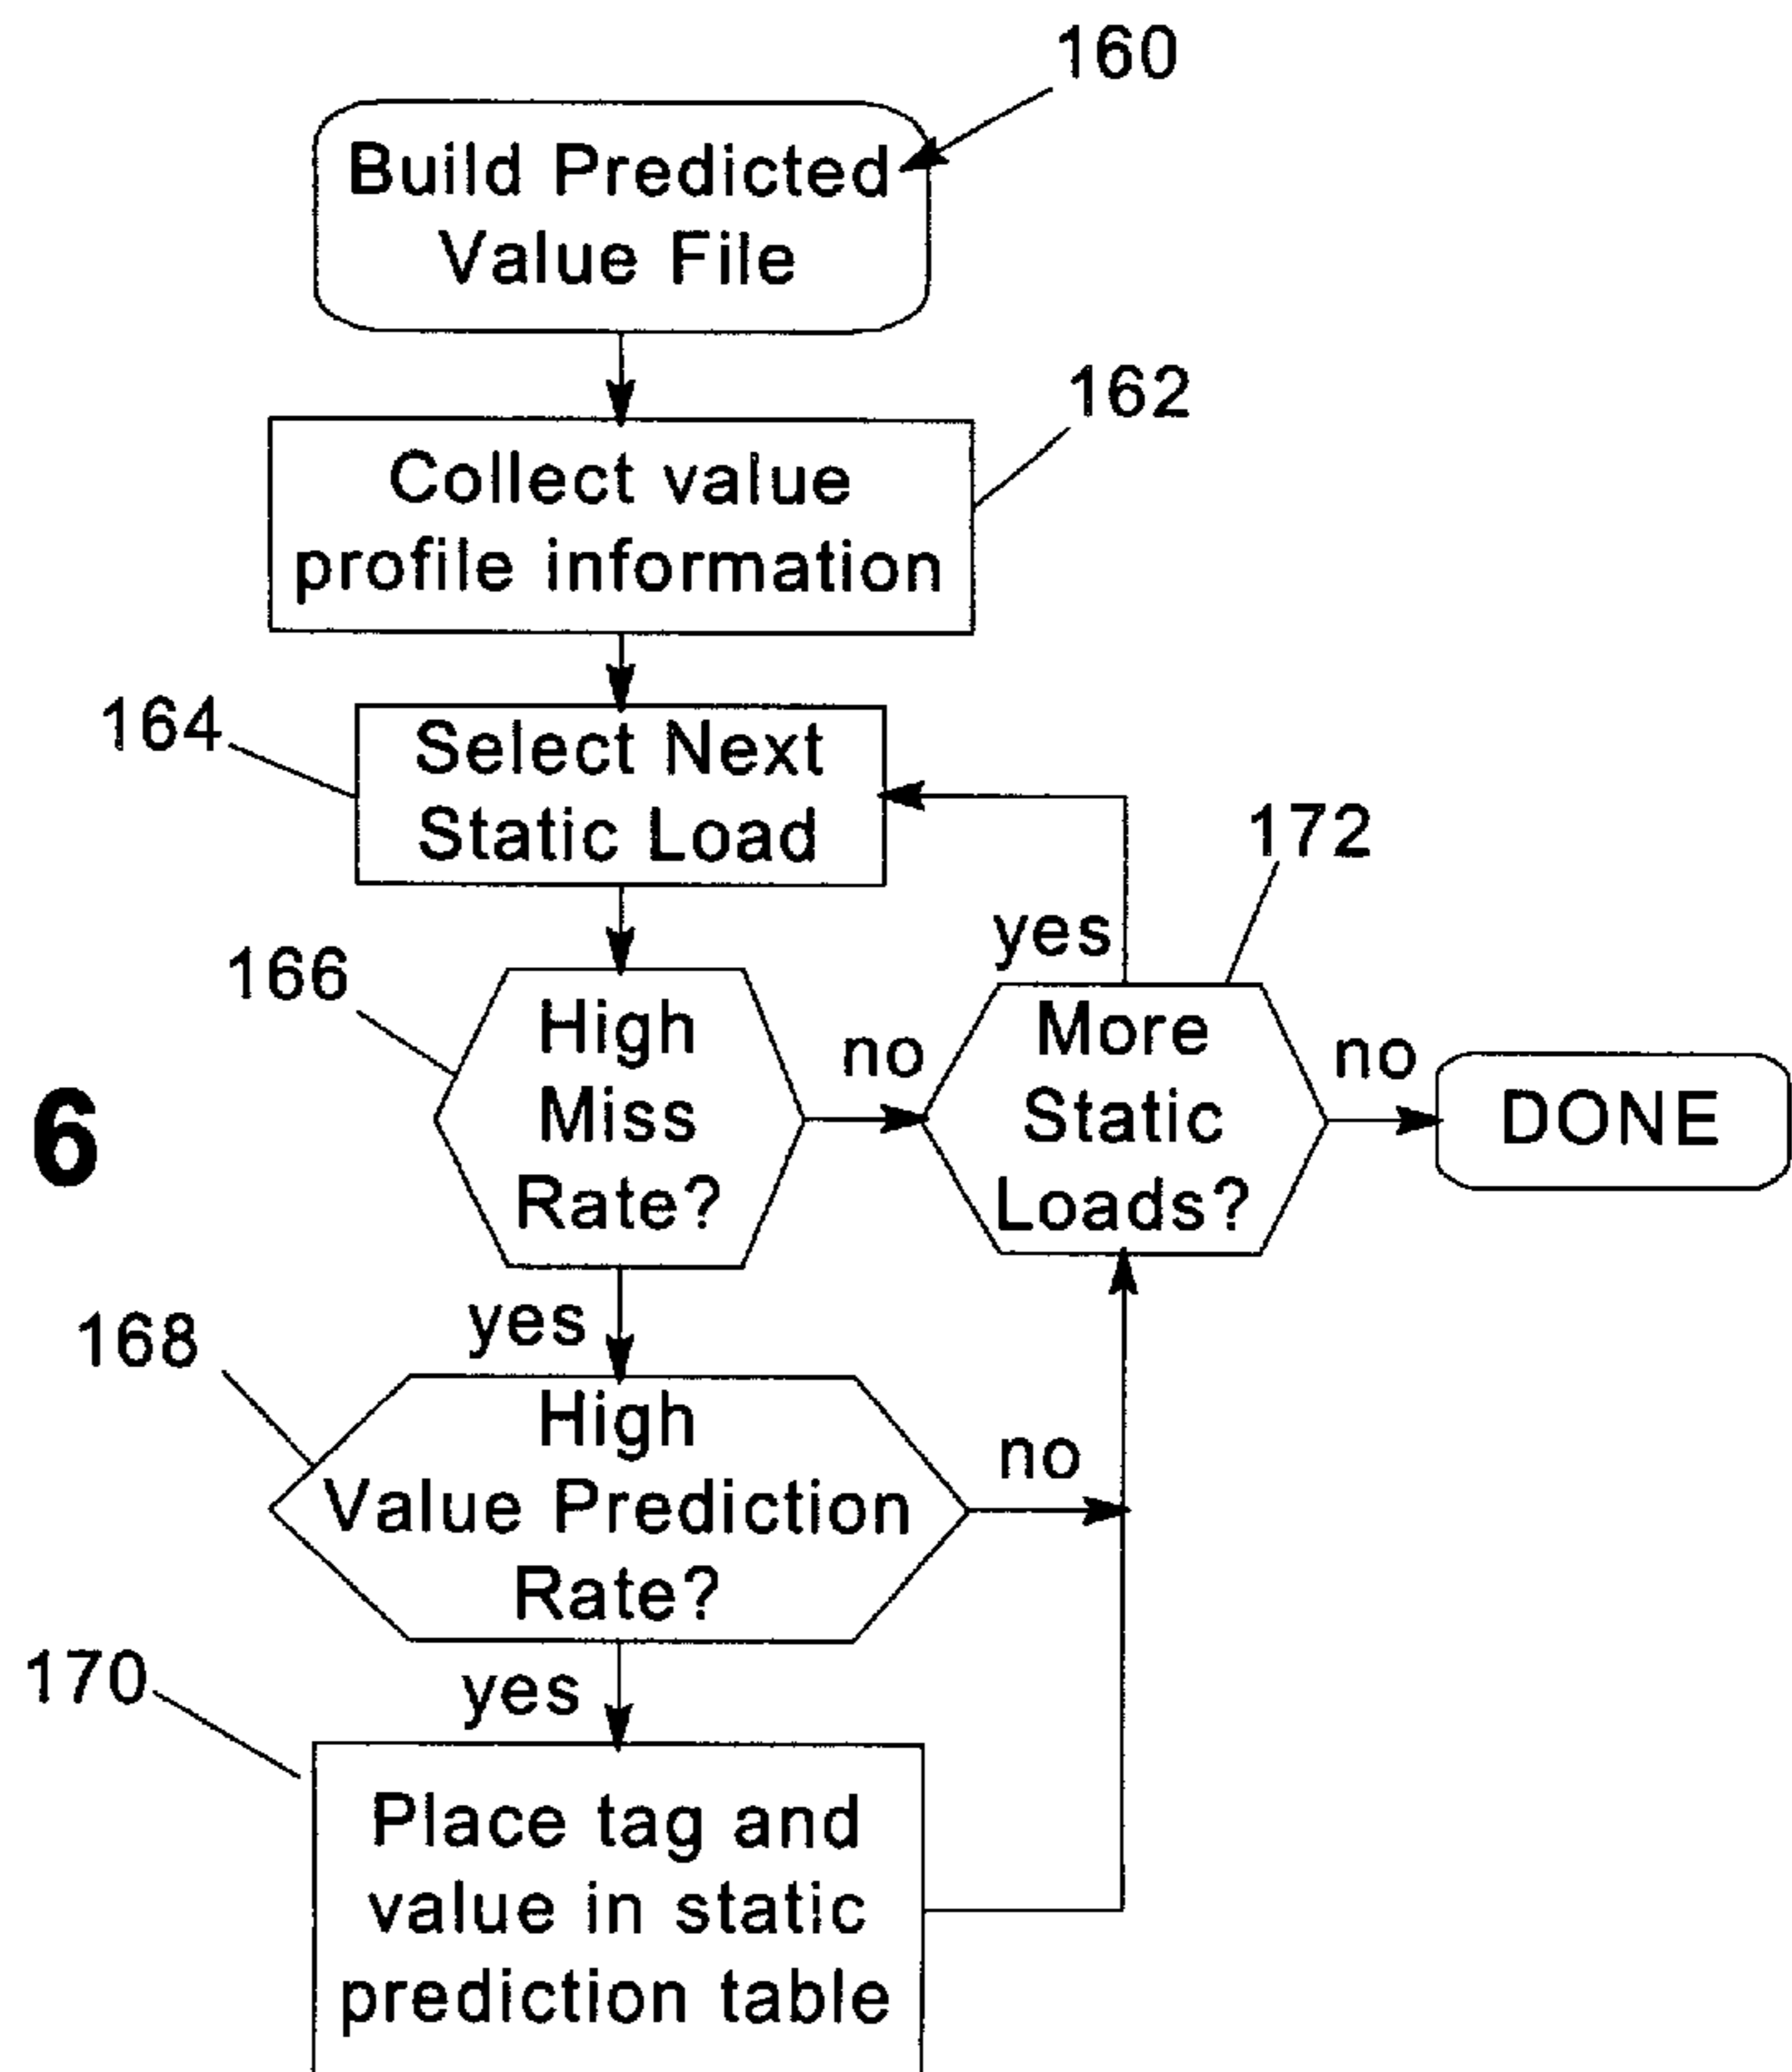 160
Build Predicted
Value File
162
Collect value
profile information
164
Select Next
Static Load
172
yes
166
High
Miss
Rate?
no
More
Static
Loads?
no
DONE
6
yes
168
High
Value Prediction
Rate?
no
170
yes
Place tag and
value in static
prediction table